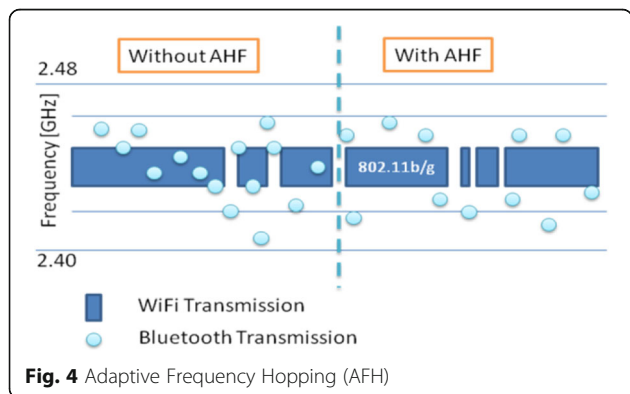 Without AHF
With AHF
2.48
Frequency [GHz]
802.11b/g
2.40
WiFi Transmission
Bluetooth Transmission
Fig. 4 Adaptive Frequency Hopping (AFH)